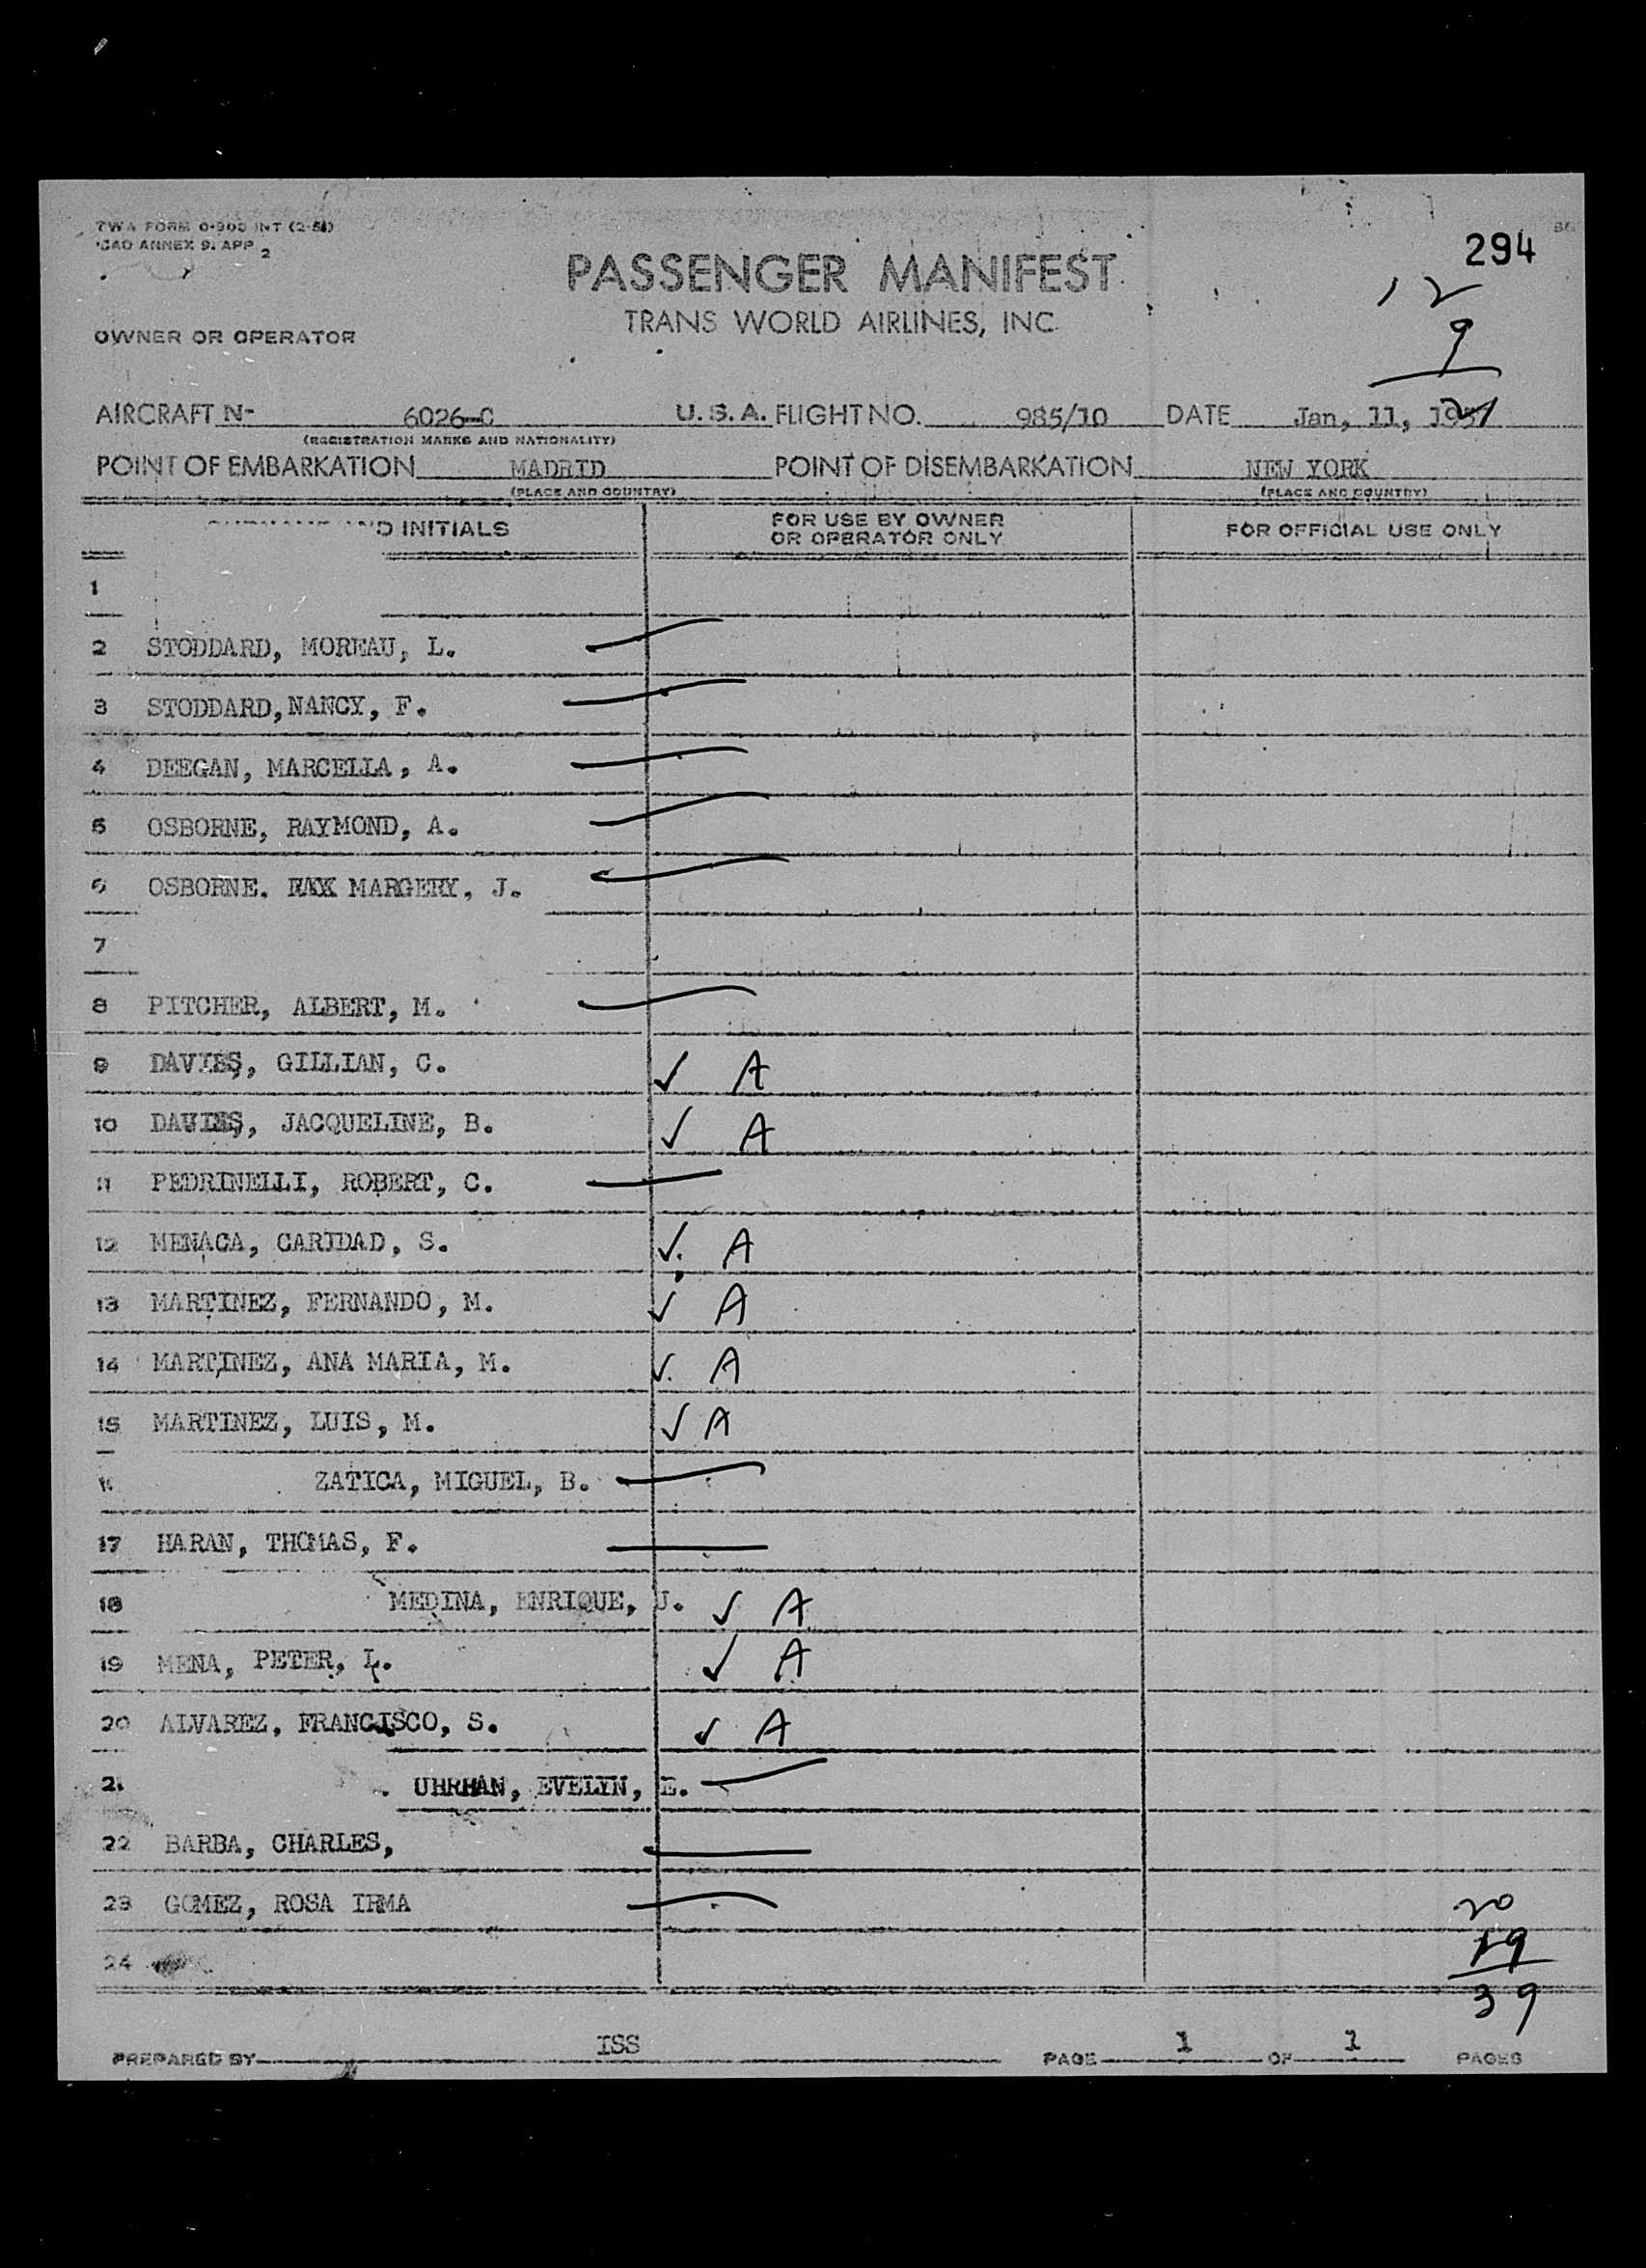 TWA FORM 0-900 INT (2-51)
ICAO ANNEX 9. APP 2
294
PASSENGER MANIFEST
12
TRANS WORLD AIRLINES, INC.
9
OWNER OR OPERATOR
21
AIRCRAFT N- 6026-C U. S. A. FLIGHT NO. 985/10 DATE Jan, 11, 1957
(REGISTRATION MARKS AND NATIONALITY)
POINT OF EMBARKATION MADRID POINT OF DISEMBARKATION NEW YORK
(PLACE AND COUNTRY) (PLACE AND COUNTRY)
INITIALS FOR USE BY OWNER OR OPERATOR ONLY FOR OFFICIAL USE ONLY
1
2 STODDARD, MOREAU, L.
3 STODDARD,NANCY, F.
4 DEEGAN, MARCELLA, A.
5 OSBORNE, RAYMOND, A.
6 OSBORNE. MARGERY, J.
7
8 PITCHER, ALBERT, M.
9 DAVIES, GILLIAN, C. ✓ A
10 DAVIES, JACQUELINE, B. ✓ A
11 PEDRINELLI, ROBERT, C.
12 MENACA, CARIDAD, S. ✓ A
13 MARTINEZ, FERNANDO, M. ✓ A
14 MARTINEZ, ANA MARIA, M. ✓ A
15 MARTINEZ, LUIS, M. ✓ A
ZATICA, MIGUEL, B.
17 HARAN, THOMAS, F.
18 MEDINA, ENRIQUE, J. ✓ A
19 MENA, PETER, L. ✓ A
20 ALVAREZ, FRANCISCO, S. ✓ A
21 UHRHAN, EVELYN, E.
22 BARBA, CHARLES,
23 GOMEZ, ROSA IRMA
20
24
19
39
PREPARED BY ISS PAGE 1 OF 1 PAGES